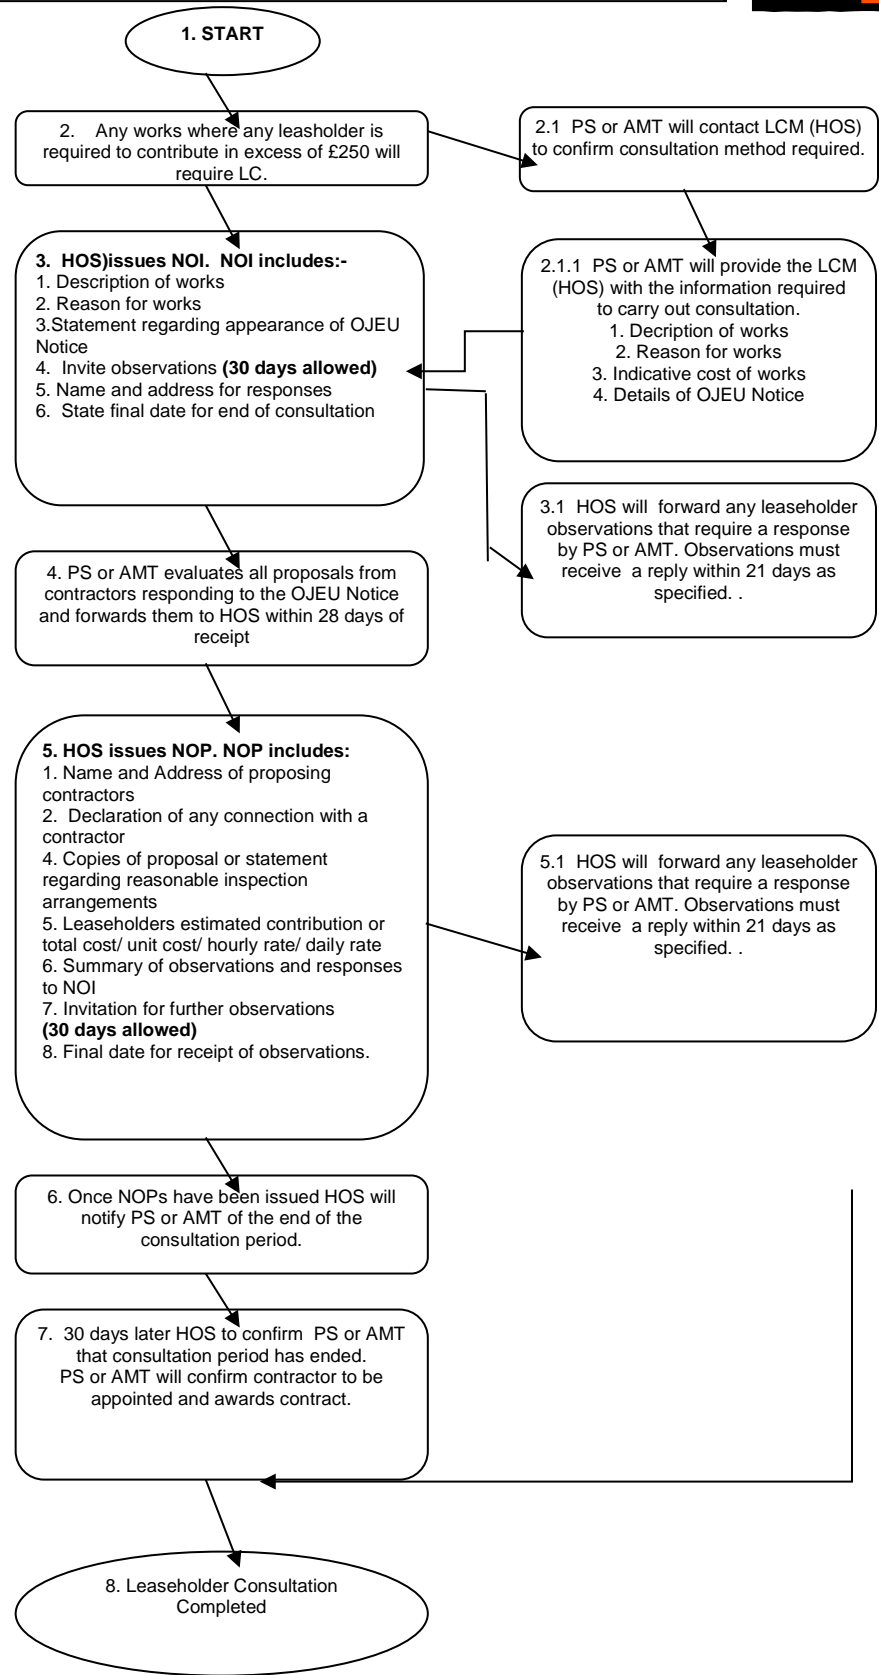 1. START
2. Any works where any leasholder is
required to contribute in excess of £250 will
require LC.
2.1 PS or AMT will contact LCM (HOS)
to confirm consultation method required.
3. HOS)issues NOI. NOI includes:-
1. Description of works
2. Reason for works
3.Statement regarding appearance of OJEU
Notice
4. Invite observations (30 days allowed)
5. Name and address for responses
6. State final date for end of consultation
2.1.1 PS or AMT will provide the LCM
(HOS) with the information required
to carry out consultation.
1. Decription of works
2. Reason for works
3. Indicative cost of works
4. Details of OJEU Notice
3.1 HOS will forward any leaseholder
observations that require a response
by PS or AMT. Observations must
receive a reply within 21 days as
specified. .
4. PS or AMT evaluates all proposals from
contractors responding to the OJEU Notice
and forwards them to HOS within 28 days of
receipt
5. HOS issues NOP. NOP includes:
1. Name and Address of proposing
contractors
2. Declaration of any connection with a
contractor
4. Copies of proposal or statement
regarding reasonable inspection
arrangements
5. Leaseholders estimated contribution or
total cost/ unit cost/ hourly rate/ daily rate
6. Summary of observations and responses
to NOI
7. Invitation for further observations
(30 days allowed)
8. Final date for receipt of observations.
5.1 HOS will forward any leaseholder
observations that require a response
by PS or AMT. Observations must
receive a reply within 21 days as
specified. .
6. Once NOPs have been issued HOS will
notify PS or AMT of the end of the
consultation period.
7. 30 days later HOS to confirm PS or AMT
that consultation period has ended.
PS or AMT will confirm contractor to be
appointed and awards contract.
8. Leaseholder Consultation
Completed